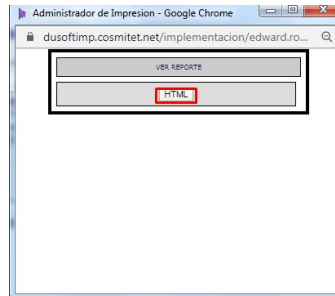 Administrador de Impresion - Google Chrome
dusoftimp.cosmitet.net/implementacion/edward.ro...
VER REPORTE
HTML